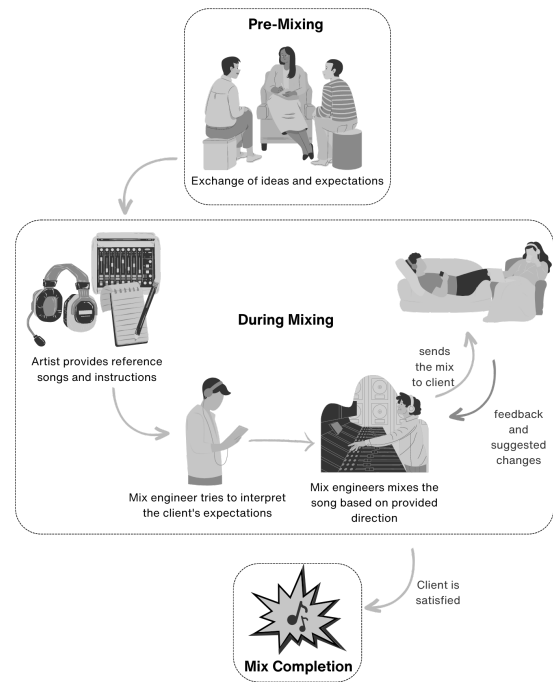 Pre-Mixing
Exchange of ideas and expectations
During Mixing
Artist provides reference
songs and instructions
Mix engineer tries to interpret
the client's expectations
Mix engineers mixes the
song based on provided
direction
sends
the mix
to client
feedback
and
suggested
changes
Client is
satisfied
Mix Completion